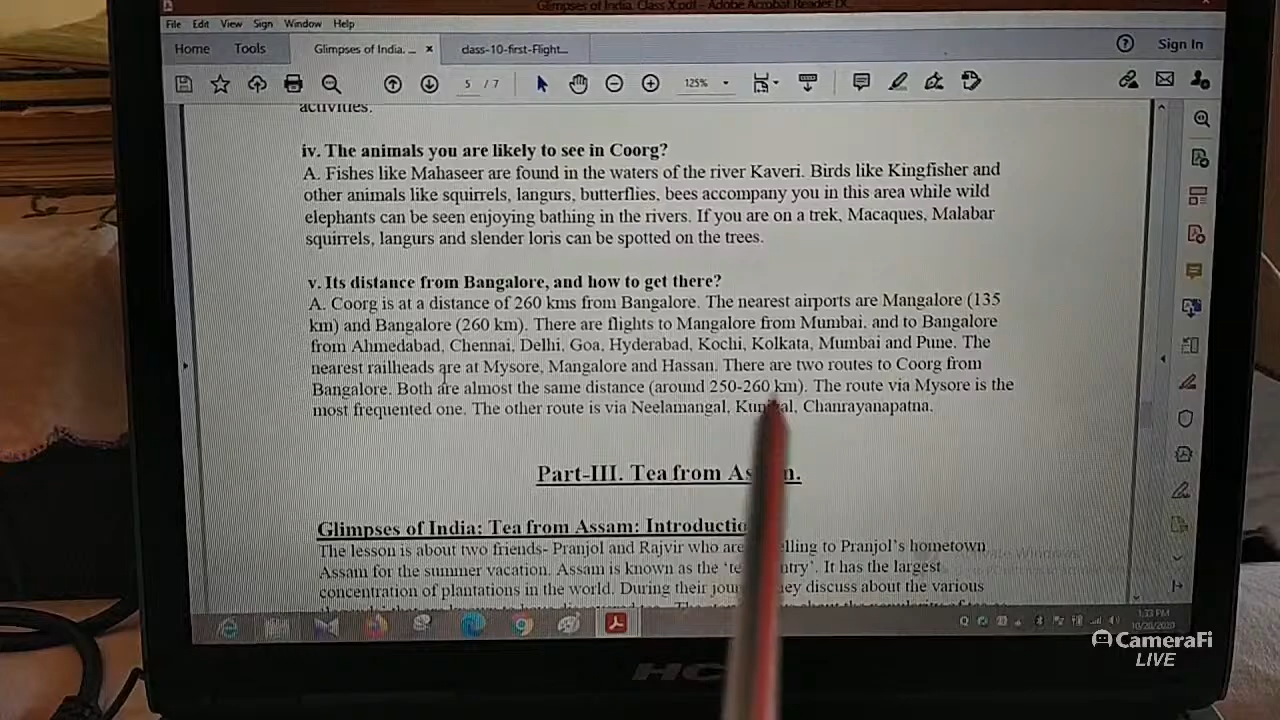 Glimpses of India. Class X.pdf - Adobe Acrobat Reader DC
File Edit View Sign Window Help
Home Tools Glimpses of India. ... × class-10-first-Flight... Sign In
5 / 7 125%
activities.
iv. The animals you are likely to see in Coorg?
A. Fishes like Mahaseer are found in the waters of the river Kaveri. Birds like Kingfisher and
other animals like squirrels, langurs, butterflies, bees accompany you in this area while wild
elephants can be seen enjoying bathing in the rivers. If you are on a trek, Macaques, Malabar
squirrels, langurs and slender loris can be spotted on the trees.
v. Its distance from Bangalore, and how to get there?
A. Coorg is at a distance of 260 kms from Bangalore. The nearest airports are Mangalore (135
km) and Bangalore (260 km). There are flights to Mangalore from Mumbai, and to Bangalore
from Ahmedabad, Chennai, Delhi, Goa, Hyderabad, Kochi, Kolkata, Mumbai and Pune. The
nearest railheads are at Mysore, Mangalore and Hassan. There are two routes to Coorg from
Bangalore. Both are almost the same distance (around 250-260 km). The route via Mysore is the
most frequented one. The other route is via Neelamangal, Chanrayanapatna.
Part-III. Tea from
Glimpses of India: Tea from Assam:
The lesson is about two friends- Pranjol and Rajvir who are to Pranjol's hometown
Assam for the summer vacation. Assam is known as the It has the largest
concentration of plantations in the world. During their discuss about the various
1:33 PM
10/20/2020
CameraFi
LIVE
HC